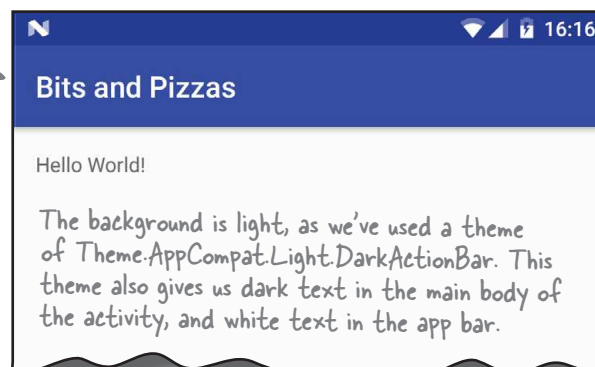 16:16
Bits and Pizzas
Hello World!
The background is light, as we've used a theme
of Theme.AppCompat.Light.DarkActionBar. This
theme also gives us dark text in the main body of
the activity, and white text in the app bar.